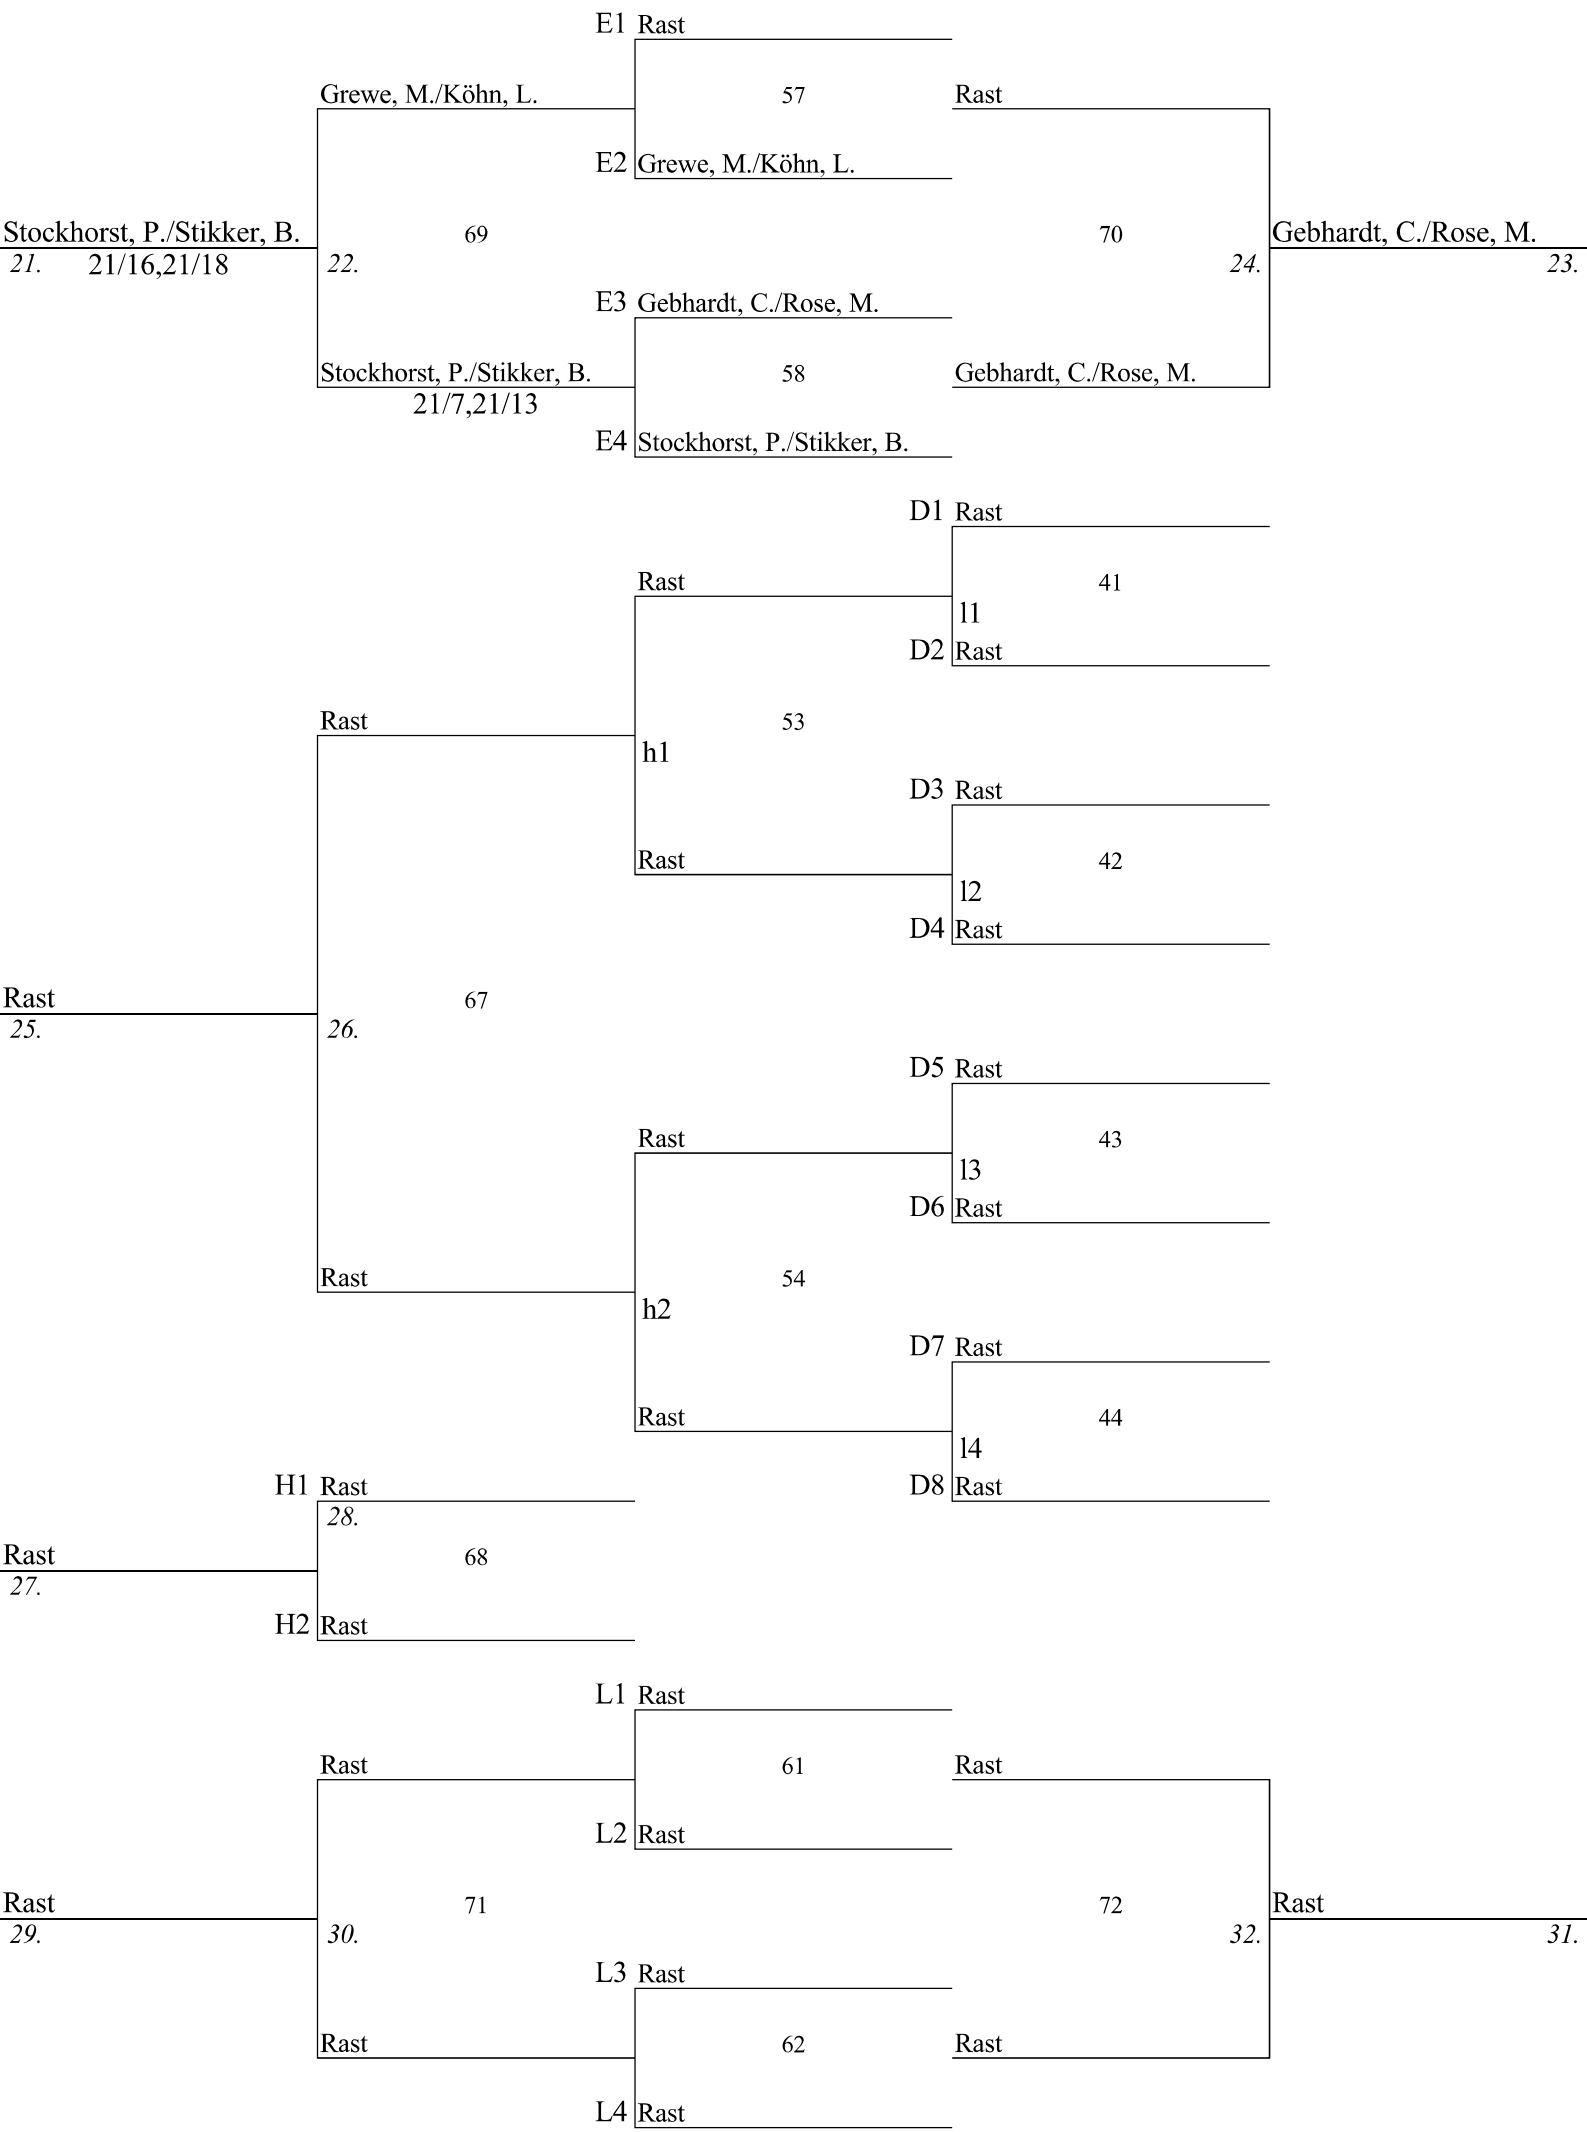 E1 Rast
Grewe, M./Köhn, L. 57 Rast
E2 Grewe, M./Köhn, L.
Stockhorst, P./Stikker, B. 69 70 Gebhardt, C./Rose, M.
21. 21/16,21/18 22. 24. 23.
E3 Gebhardt, C./Rose, M.
Stockhorst, P./Stikker, B. 58 Gebhardt, C./Rose, M.
21/7,21/13
E4 Stockhorst, P./Stikker, B.
D1 Rast
Rast 41
l1
D2 Rast
Rast 53
h1
D3 Rast
Rast 42
l2
D4 Rast
Rast 67
25. 26.
D5 Rast
Rast 43
l3
D6 Rast
Rast 54
h2
D7 Rast
Rast 44
l4
H1 Rast D8 Rast
28.
Rast 68
27.
H2 Rast
L1 Rast
Rast 61 Rast
L2 Rast
Rast 71 72 Rast
29. 30. 32. 31.
L3 Rast
Rast 62 Rast
L4 Rast